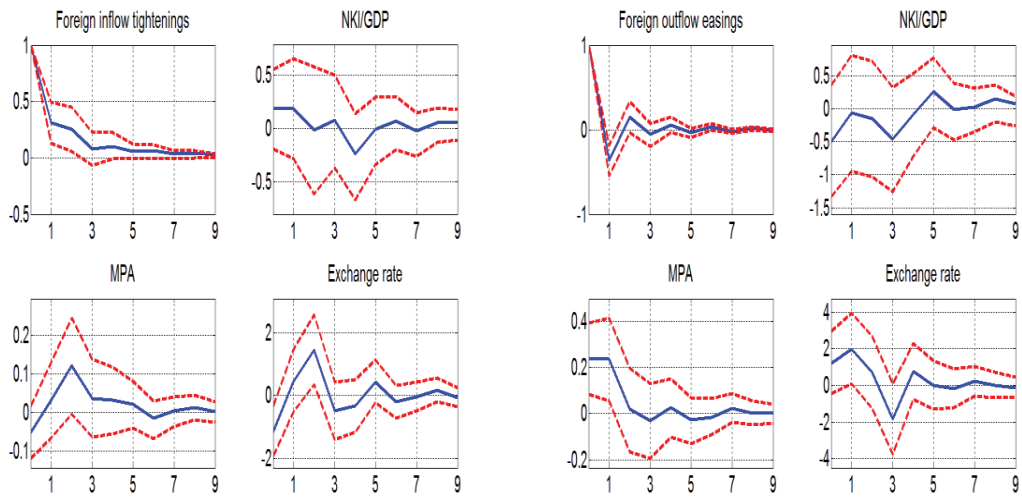 Foreign inflow tightenings
1
0.5
0
-0.5
1 3 5 7 9
NKI/GDP
0.5
0
-0.5
1 3 5 7 9
Foreign outflow easings
1
0
-1
1 3 5 7 9
NKI/GDP
0.5
0
-0.5
-1
-1.5
1 3 5 7 9
MPA
0.2
0.1
0
-0.1
1 3 5 7 9
Exchange rate
2
0
-2
1 3 5 7 9
MPA
0.4
0.2
0
-0.2
1 3 5 7 9
Exchange rate
4
2
0
-2
-4
1 3 5 7 9